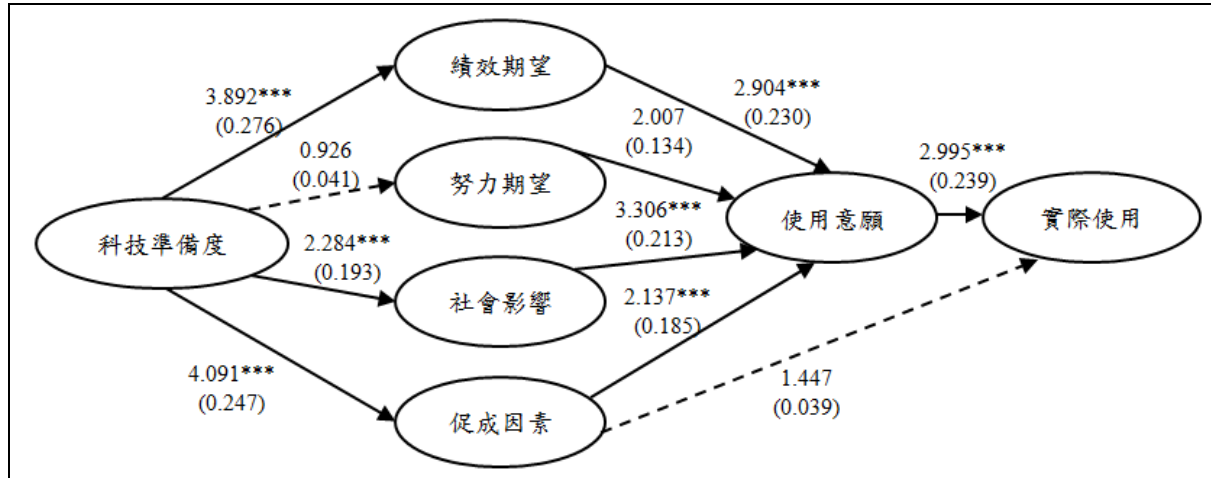 績效期望
3.892***
(0.276)
2.904***
(0.230)
2.007
(0.134)
0.926
(0.041)
努力期望
2.995***
(0.239)
科技準備度
使用意願
實際使用
3.306***
(0.213)
2.284***
(0.193)
社會影響
2.137***
(0.185)
4.091***
(0.247)
1.447
(0.039)
促成因素